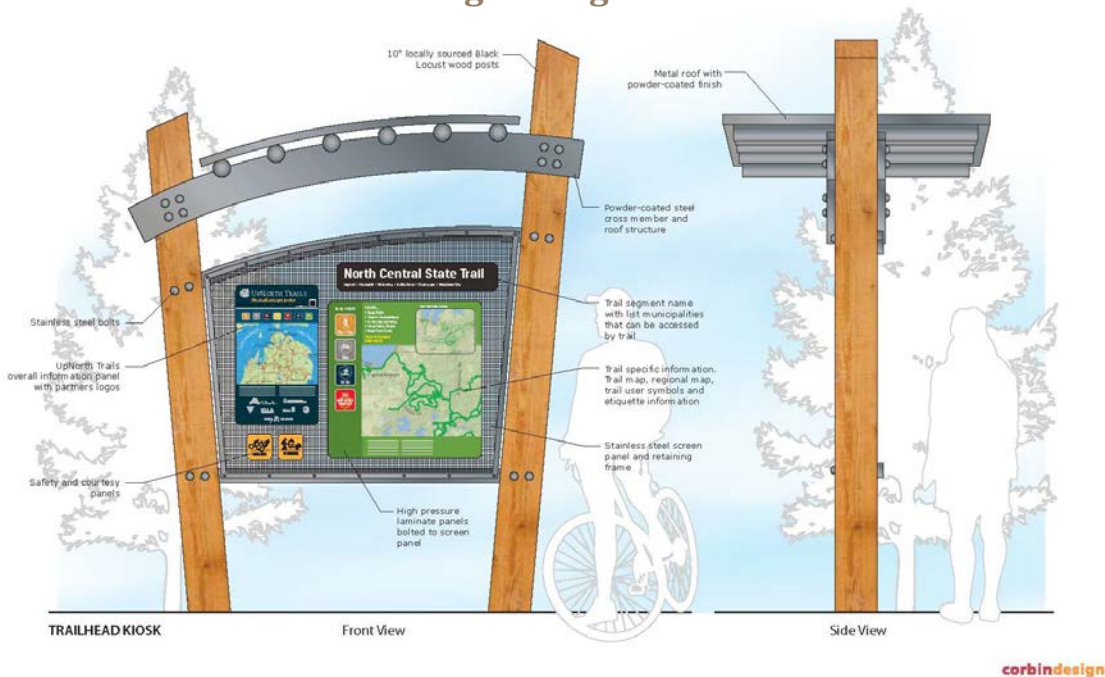 10" locally sourced Black
Locust wood posts
Metal roof with
powder-coated finish
Powder-coated steel
cross member and
roof structure
North Central State Trail
UpNorth Trails
Trail segment name
with list municipalities
that can be accessed
by trail
Stainless steel bolts
UpNorth Trails
overall information panel
with partners logos
Trail specific information.
Trail map, regional map,
trail user symbols and
etiquette information
Stainless steel screen
panel and retaining
frame
Safety and courtesy
panels
High pressure
laminate panels
bolted to screen
panel
TRAILHEAD KIOSK
Front View
Side View
corbindesign